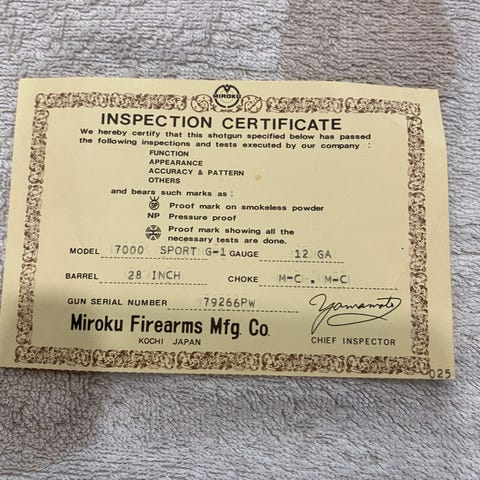 MIROKU
INSPECTION CERTIFICATE
We hereby certify that this shotgun specified below has passed
the following inspections and tests executed by our company :
FUNCTION
APPEARANCE
ACCURACY & PATTERN
OTHERS
and bears such marks as :
SP Proof mark on smokeless powder
NP Pressure proof
Proof mark showing all the
necessary tests are done.
MODEL 7000 SPORT G-1 GAUGE 12 GA
BARREL 28 INCH CHOKE M-C . M-C
GUN SERIAL NUMBER 79266PW Yamamoto
Miroku Firearms Mfg. Co.
KOCHI JAPAN CHIEF INSPECTOR
025